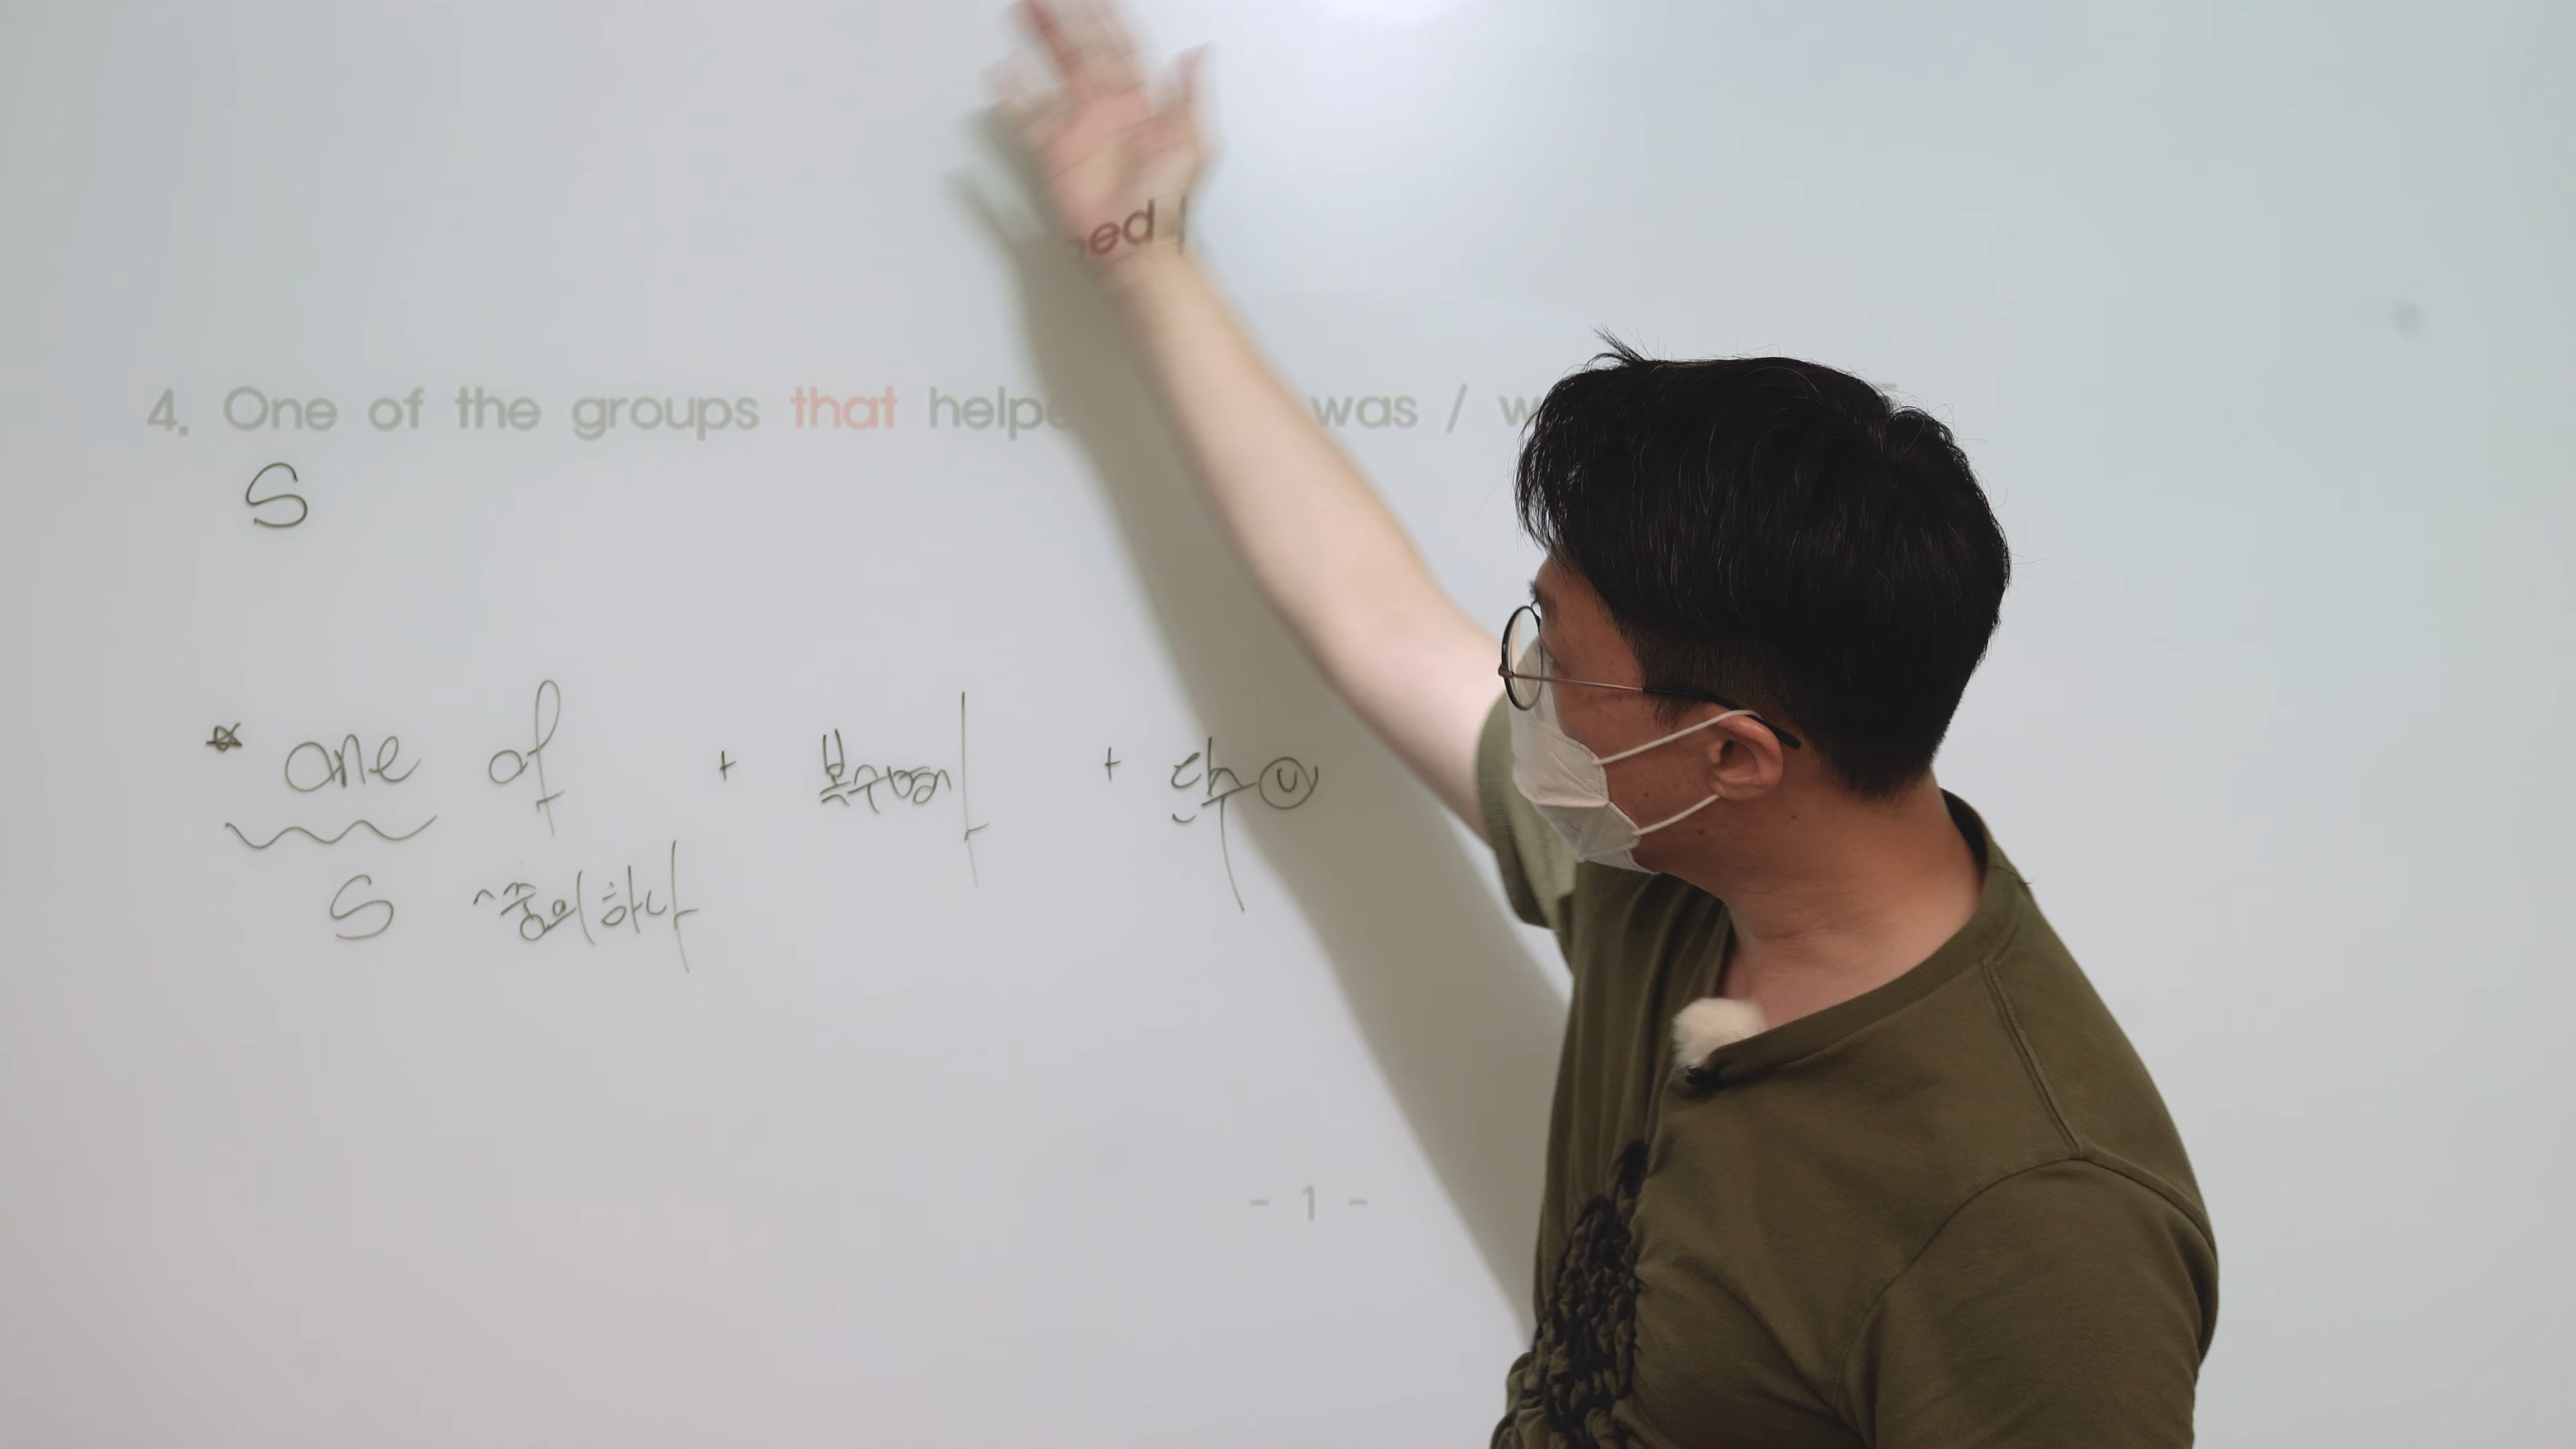 ed
4. One of the groups that help was /
S
* one of + 복수명사 + 단수 ⓥ
S ~중의 하나
- 1 -